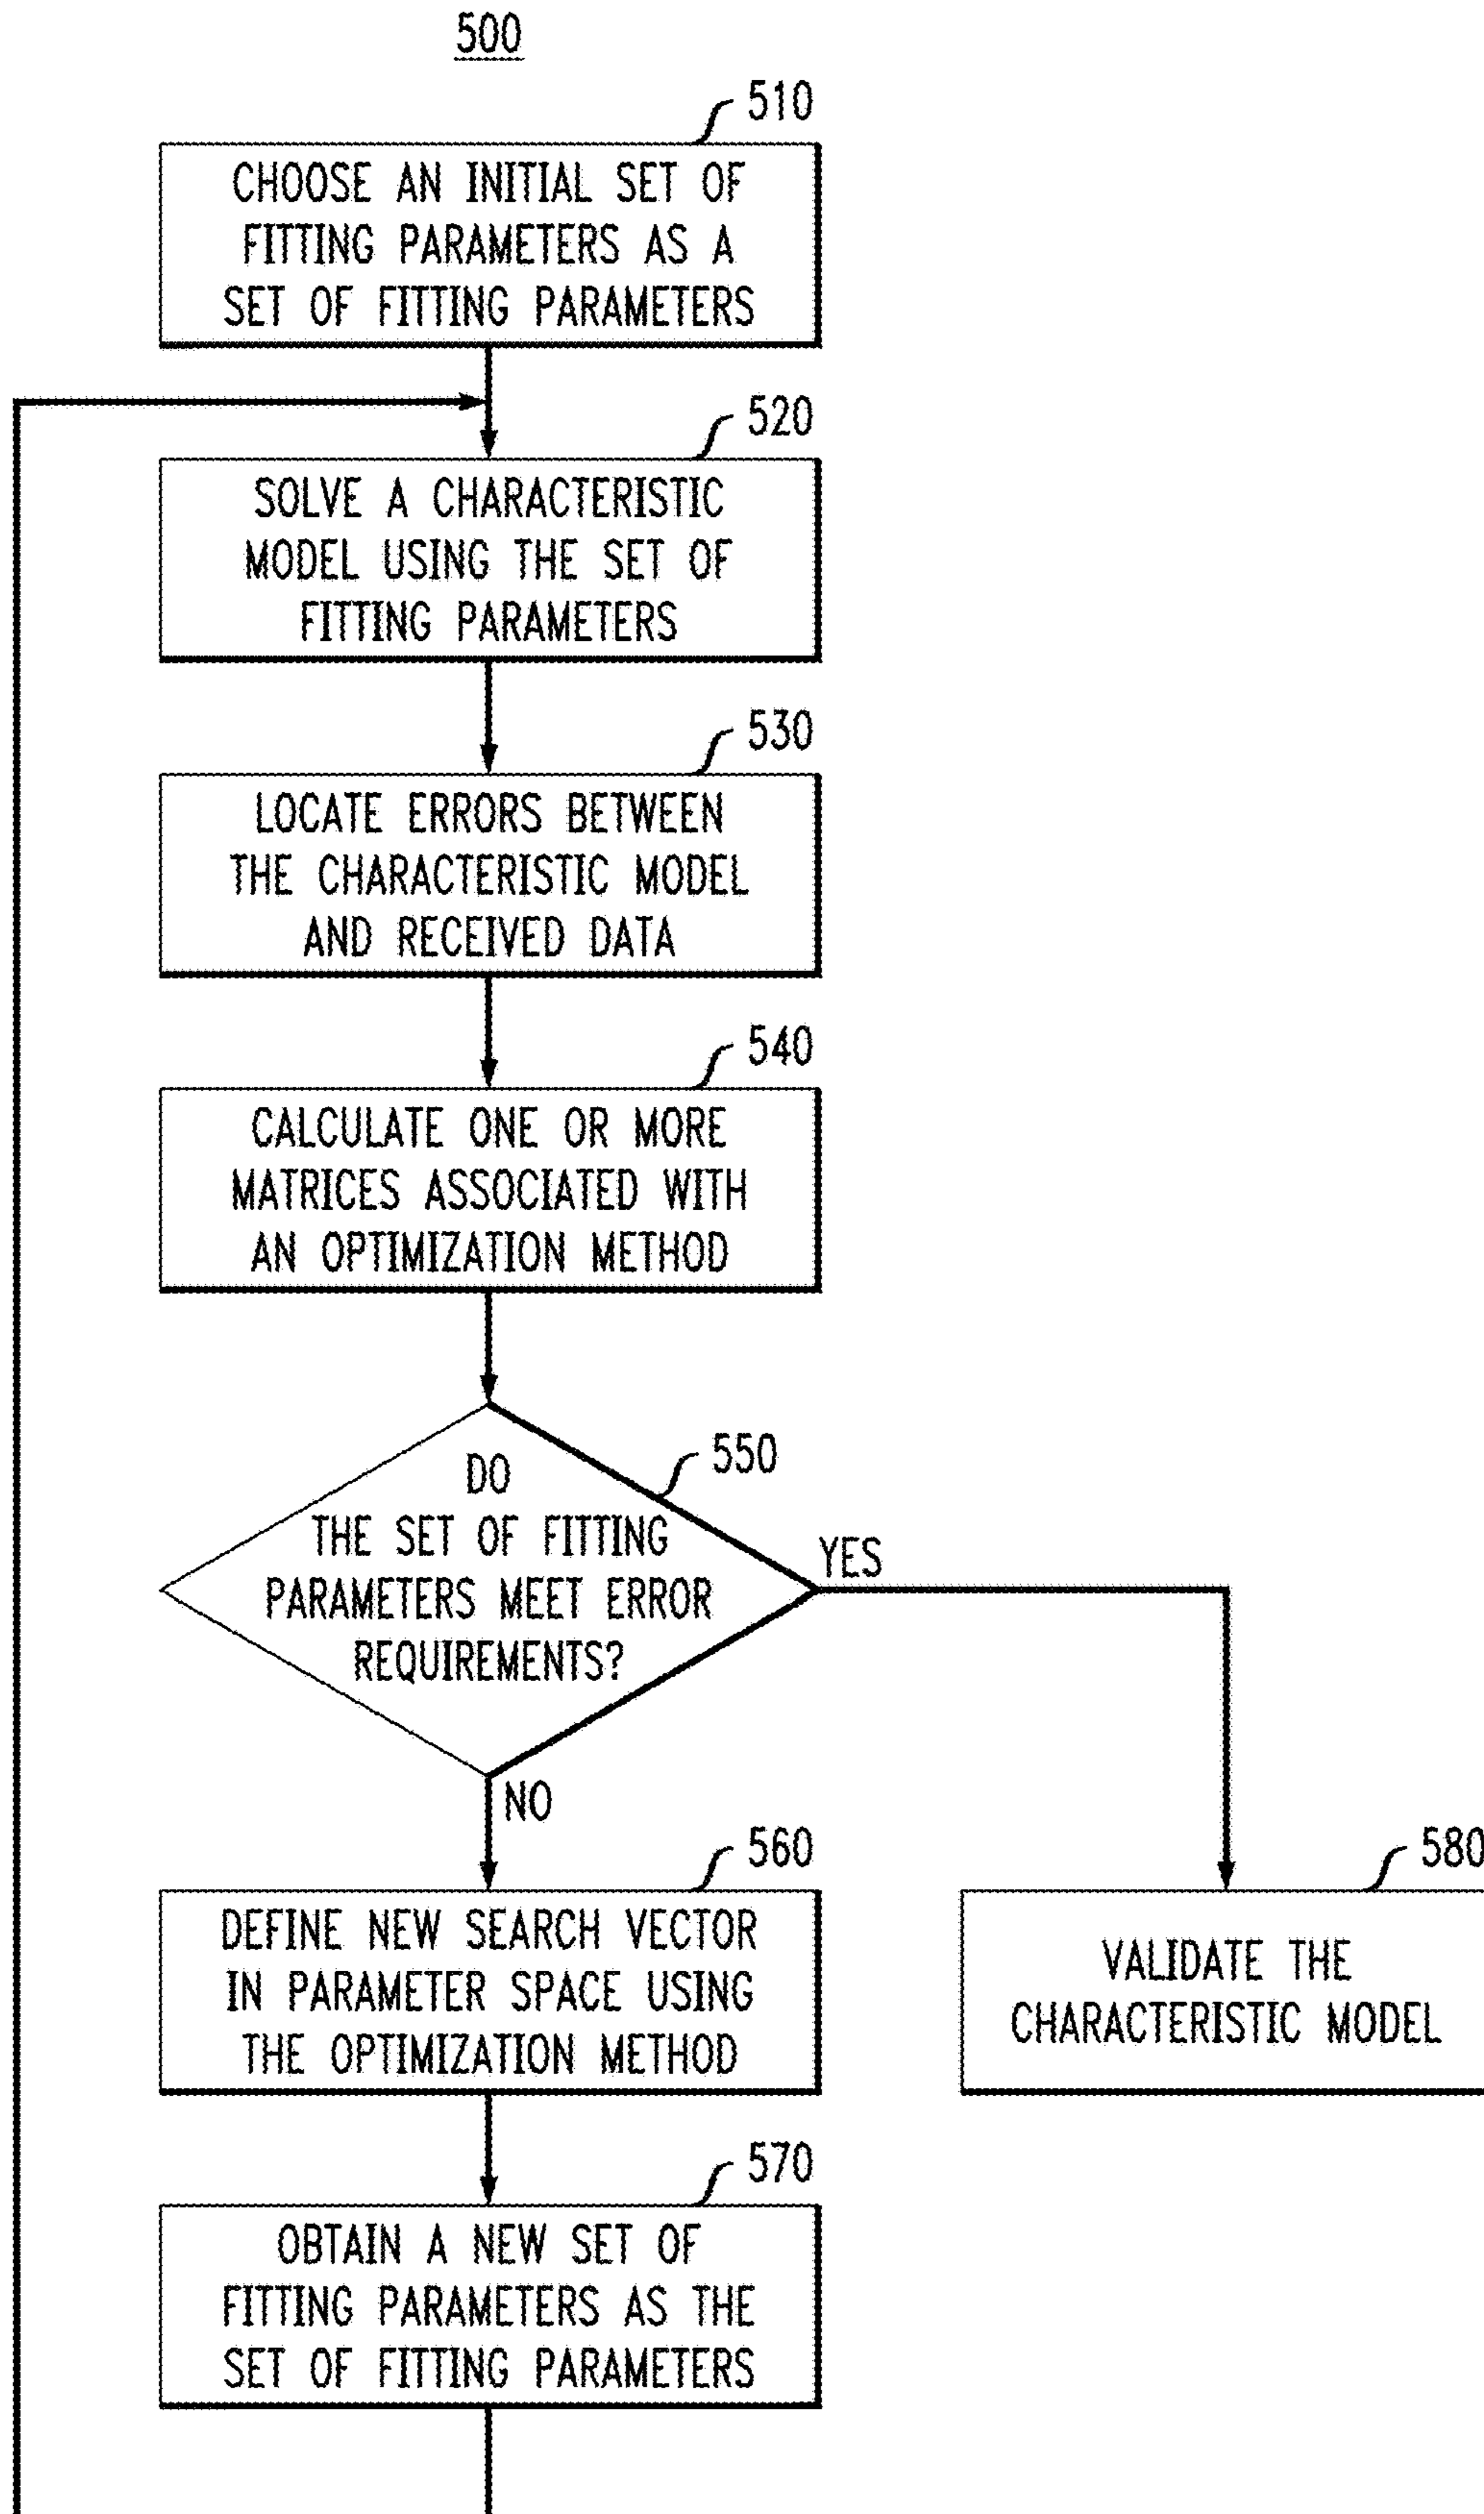 500
510
CHOOSE AN INITIAL SET OF
FITTING PARAMETERS AS A
SET OF FITTING PARAMETERS
520
SOLVE A CHARACTERISTIC
MODEL USING THE SET OF
FITTING PARAMETERS
530
LOCATE ERRORS BETWEEN
THE CHARACTERISTIC MODEL
AND RECEIVED DATA
540
CALCULATE ONE OR MORE
MATRICES ASSOCIATED WITH
AN OPTIMIZATION METHOD
550
DO
THE SET OF FITTING
PARAMETERS MEET ERROR
REQUIREMENTS?
YES
NO
560
DEFINE NEW SEARCH VECTOR
IN PARAMETER SPACE USING
THE OPTIMIZATION METHOD
580
VALIDATE THE
CHARACTERISTIC MODEL
570
OBTAIN A NEW SET OF
FITTING PARAMETERS AS THE
SET OF FITTING PARAMETERS